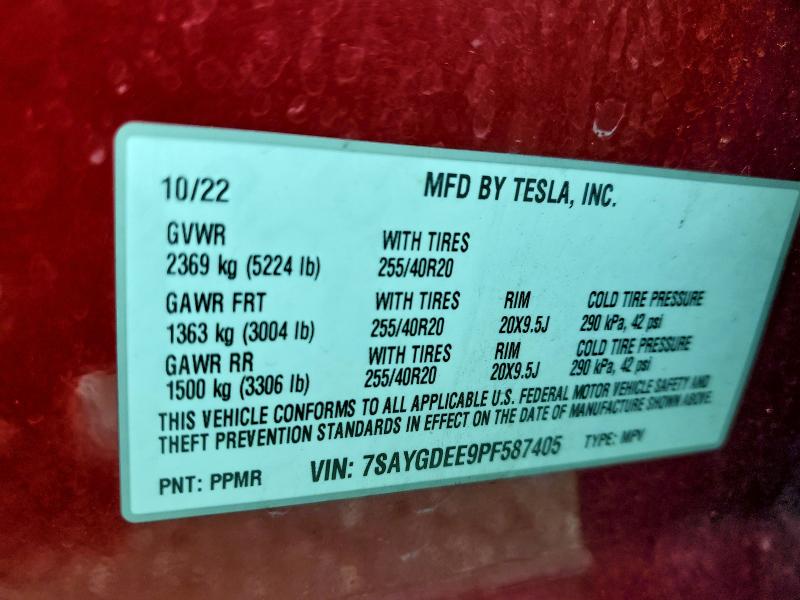 10/22 MFD BY TESLA, INC.
GVWR WITH TIRES
2369 kg (5224 lb) 255/40R20
GAWR FRT WITH TIRES RIM COLD TIRE PRESSURE
1363 kg (3004 lb) 255/40R20 20X9.5J 290 kPa, 42 psi
GAWR RR WITH TIRES RIM COLD TIRE PRESSURE
1500 kg (3306 lb) 255/40R20 20X9.5J 290 kPa, 42 psi
THIS VEHICLE CONFORMS TO ALL APPLICABLE U.S. FEDERAL MOTOR VEHICLE SAFETY AND
THEFT PREVENTION STANDARDS IN EFFECT ON THE DATE OF MANUFACTURE SHOWN ABOVE.
PNT: PPMR VIN: 7SAYGDEE9PF587405 TYPE: MPV